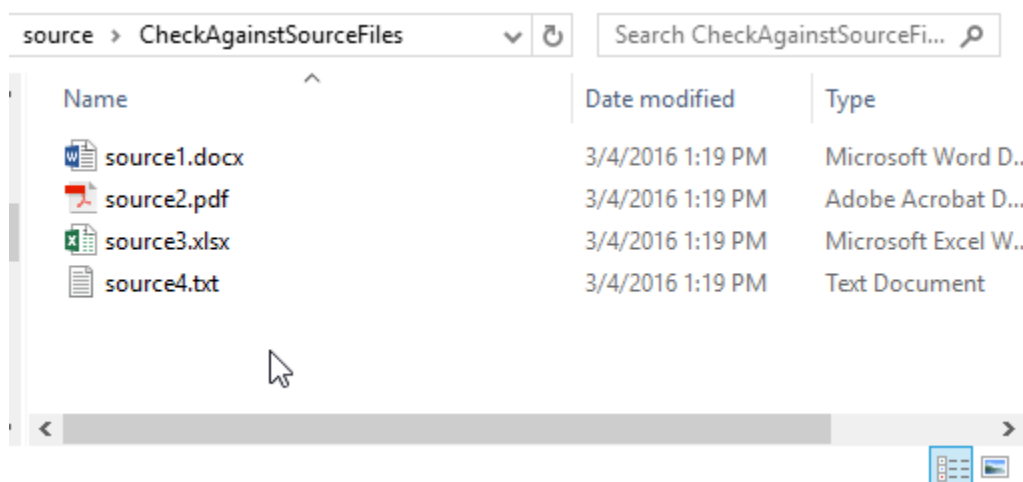 source > CheckAgainstSourceFiles Search CheckAgainstSourceFi...
Name Date modified Type
source1.docx 3/4/2016 1:19 PM Microsoft Word D...
source2.pdf 3/4/2016 1:19 PM Adobe Acrobat D...
source3.xlsx 3/4/2016 1:19 PM Microsoft Excel W...
source4.txt 3/4/2016 1:19 PM Text Document